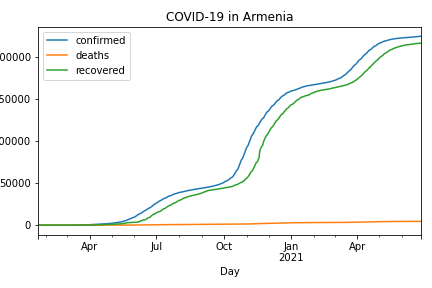 COVID-19 in Armenia
confirmed
deaths
recovered
50000
0
Apr
Jul
Oct
Jan
2021
Apr
Day